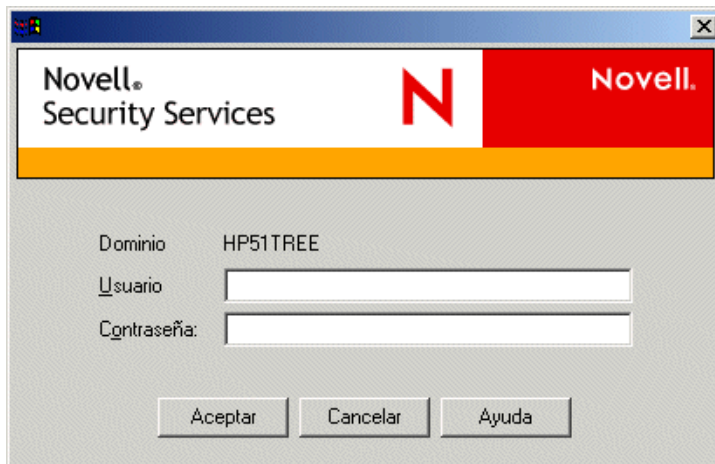 Novell®
Security Services
N
Novell.
Dominio HP51TREE
Usuario
Contraseña:
Aceptar Cancelar Ayuda